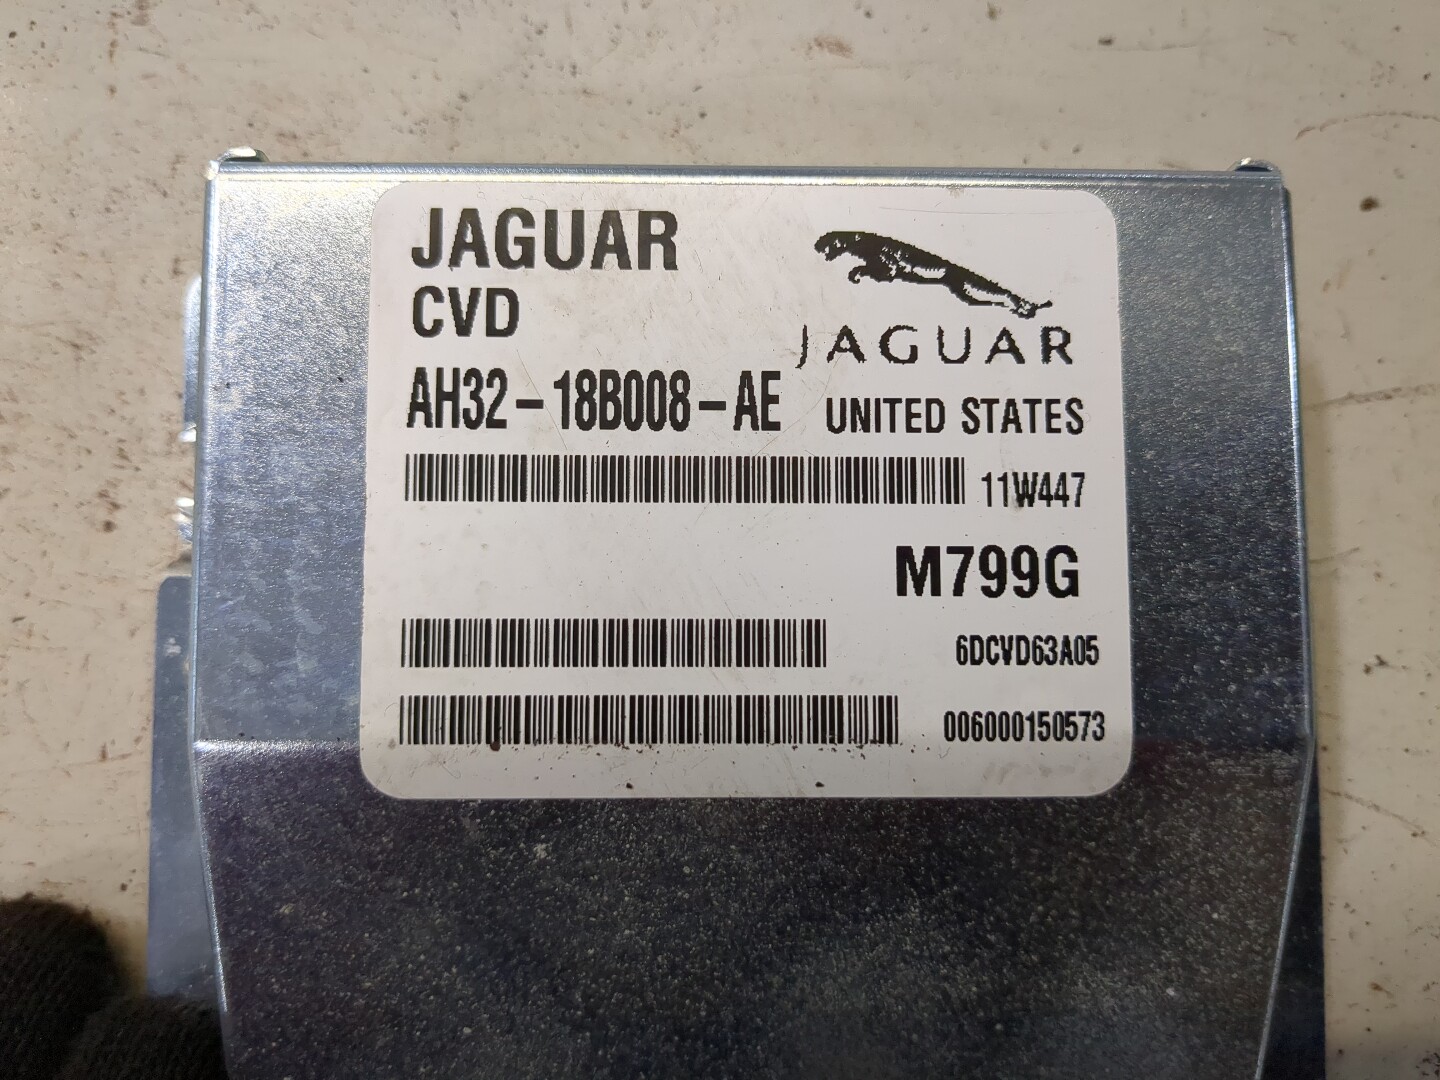 JAGUAR
CVD
JAGUAR
AH32-18B008-AE
UNITED STATES
11W447
M799G
6DCVD63A05
006000150573